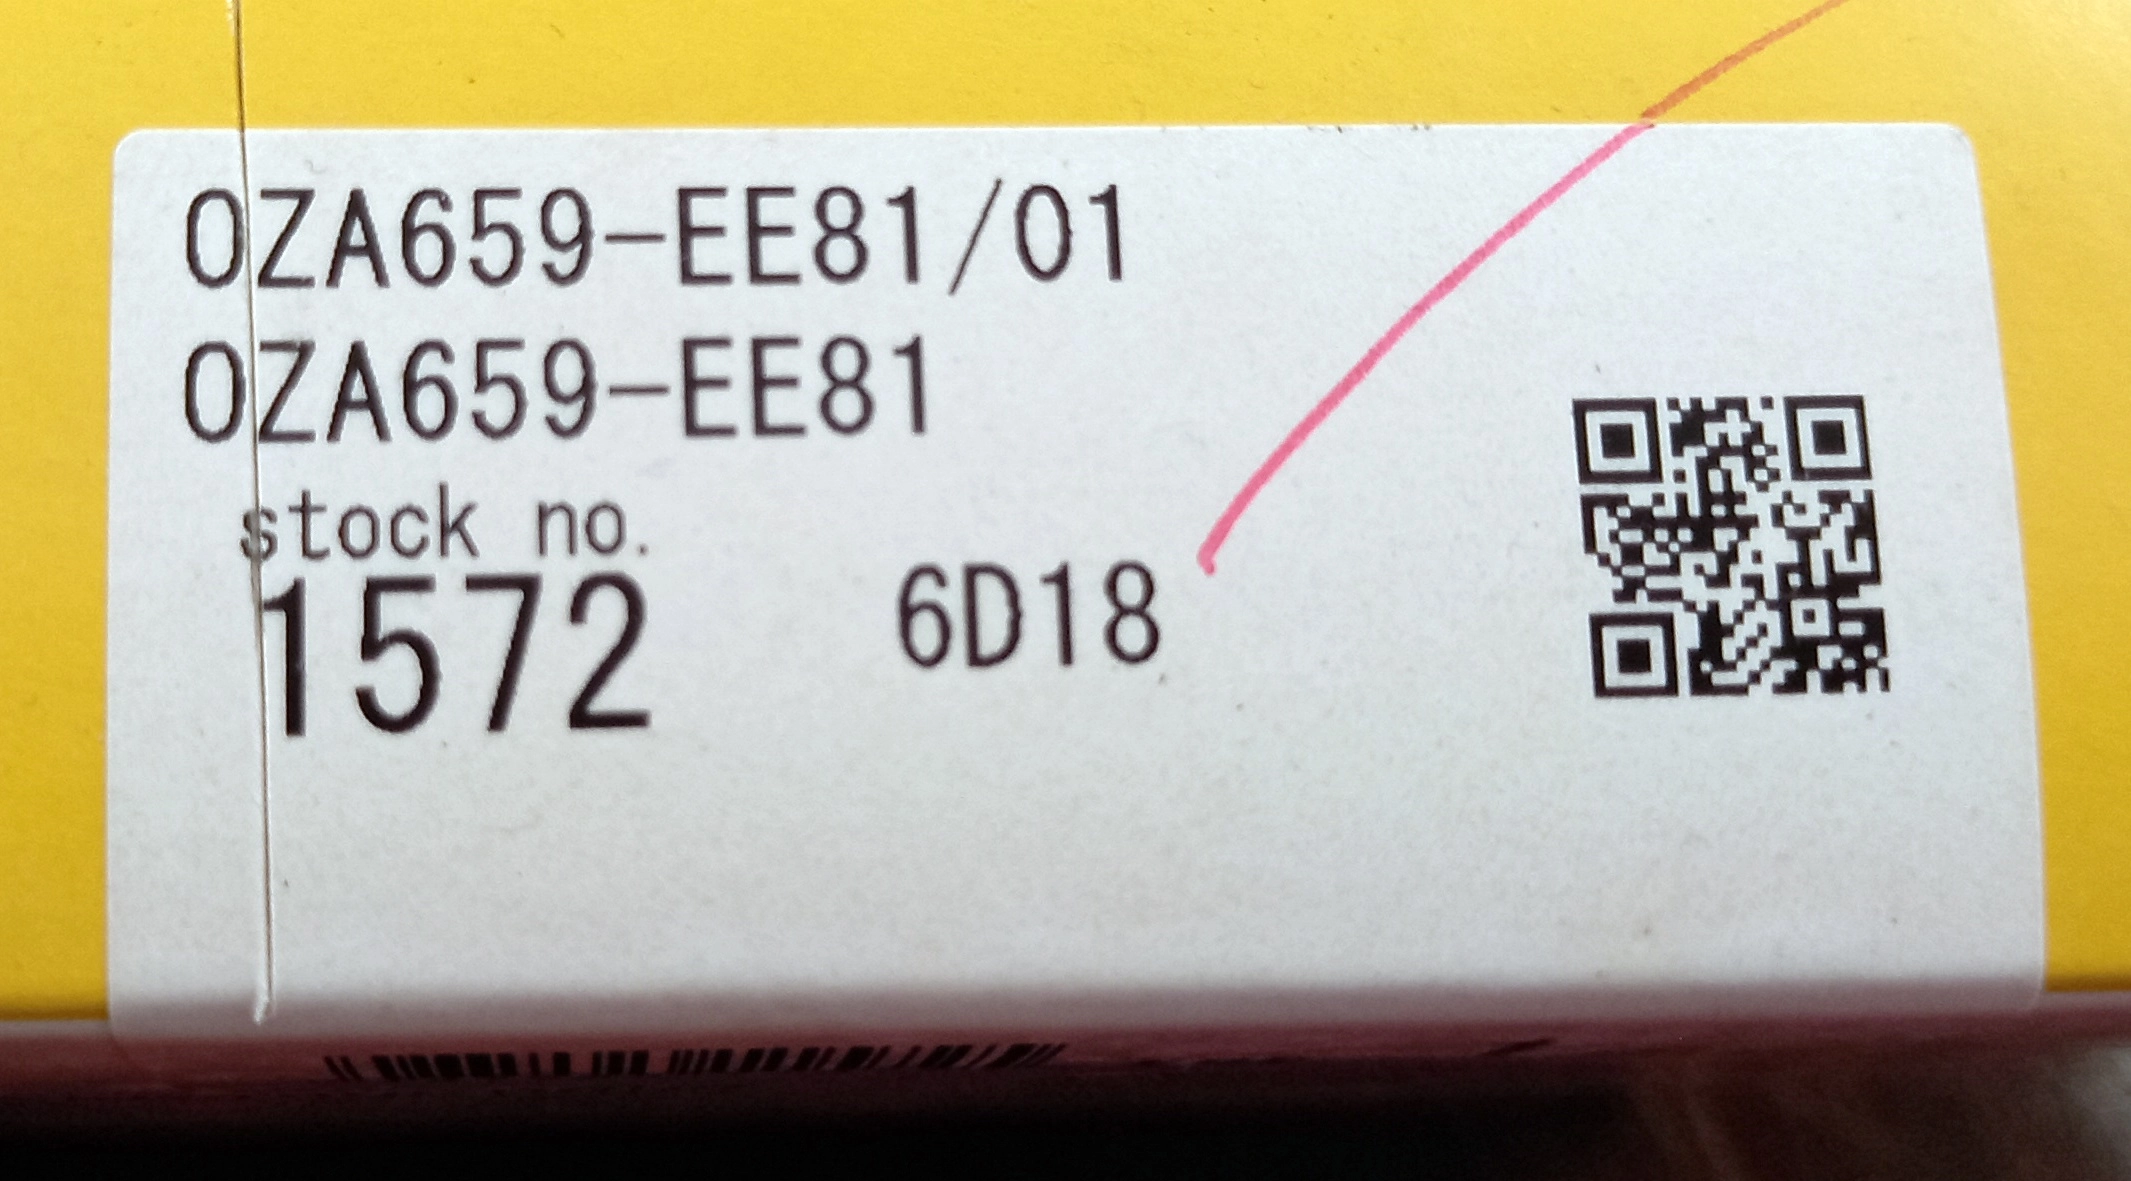 OZA659-EE81/01
OZA659-EE81
stock no.
1572 6D18